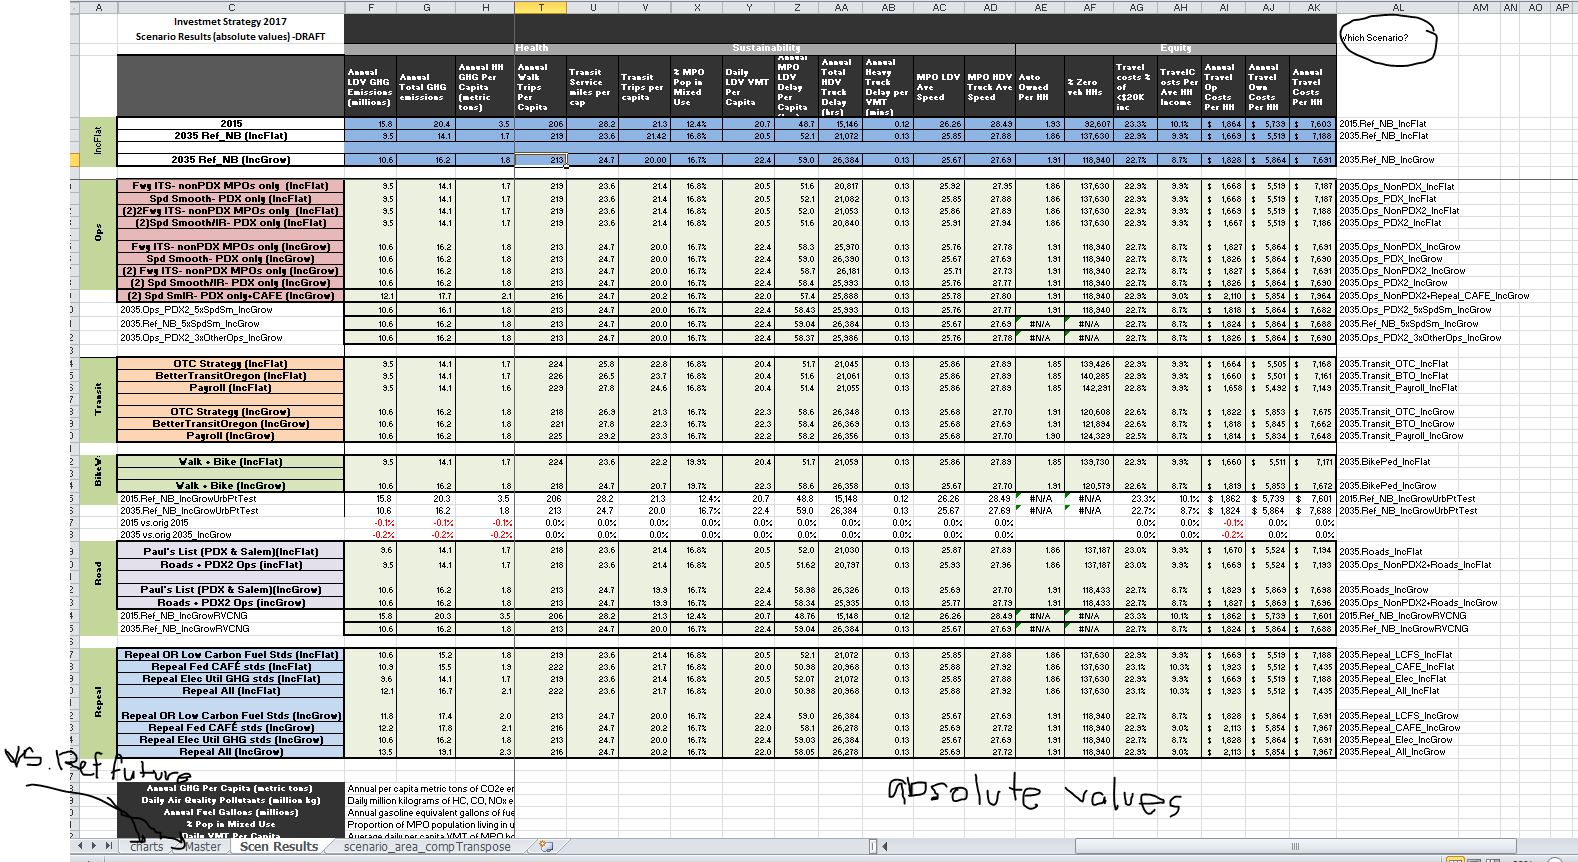 A C F G H T U V X Y Z AA AB AC AD AE AF AH AI AJ AK AL AM AN AO AP
Investmet Strategy 2017
Scenario Results (absolute values) -DRAFT
Which Scenario?
Health Sustainability Equity
Annual LDV GHG Emissions (millions)
Annual Total GHG emissions
Annual HH GHG Per Capita (metric tons)
Annual Walk Trips Per Capita
Transit Service miles per cap
Transit Trips per capita
% MPO Pop in Mixed Use
Daily LDV VMT Per Capita
Annual MPO LDV Delay Per Capita
Annual Total HDV Truck Delay (hrs)
Annual Heavy Truck Delay per VMT (mins)
MPO LDV Ave Speed
MPO HDV Truck Ave Speed
Auto Owned Per HH
% Zero veh HHs
Travel costs % of <$20K inc
TravelCosts Per Ave HH Income
Annual Travel Op Costs Per HH
Annual Travel Own Costs Per HH
Annual Travel Costs Per HH
IncFlat
2015 15.8 20.4 3.5 206 28.2 21.3 12.4% 20.7 48.7 15,146 0.12 26.26 28.49 1.93 92,607 23.3% 10.1% $ 1,864 $ 5,739 $ 7,603 2015.Ref_NB_IncFlat
2035 Ref_NB (IncFlat) 9.5 14.1 1.7 219 23.6 21.42 16.8% 20.5 52.1 21,072 0.13 25.85 27.88 1.86 137,630 22.9% 9.9% $ 1,669 $ 5,519 $ 7,188 2035.Ref_NB_IncFlat
2035 Ref_NB (IncGrow) 10.6 16.2 1.8 213 24.7 20.00 16.7% 22.4 59.0 26,384 0.13 25.67 27.69 1.91 118,940 22.7% 8.7% $ 1,828 $ 5,864 $ 7,691 2035.Ref_NB_IncGrow
Ops
Fwy ITS- nonPDX MPOs only (IncFlat) 9.5 14.1 1.7 219 23.6 21.4 16.8% 20.5 51.6 20,817 0.13 25.92 27.95 1.86 137,630 22.9% 9.9% $ 1,668 $ 5,519 $ 7,187 2035.Ops_NonPDX_IncFlat
Spd Smooth- PDX only (IncFlat) 9.5 14.1 1.7 219 23.6 21.4 16.8% 20.5 52.1 21,082 0.13 25.85 27.88 1.86 137,630 22.9% 9.9% $ 1,668 $ 5,519 $ 7,187 2035.Ops_PDX_IncFlat
(2)2Fwy ITS- nonPDX MPOs only (IncFlat) 9.5 14.1 1.7 219 23.6 21.4 16.8% 20.5 52.0 21,053 0.13 25.86 27.89 1.86 137,630 22.9% 9.9% $ 1,669 $ 5,519 $ 7,188 2035.Ops_NonPDX2_IncFlat
(2)Spd Smooth/IR- PDX only (IncFlat) 9.5 14.1 1.7 219 23.6 21.4 16.8% 20.5 51.6 20,840 0.13 25.91 27.94 1.86 137,630 22.9% 9.9% $ 1,667 $ 5,519 $ 7,186 2035.Ops_PDX2_IncFlat
Fwy ITS- nonPDX MPOs only (IncGrow) 10.6 16.2 1.8 213 24.7 20.0 16.7% 22.4 58.3 25,970 0.13 25.76 27.78 1.91 118,940 22.7% 8.7% $ 1,827 $ 5,864 $ 7,691 2035.Ops_NonPDX_IncGrow
Spd Smooth- PDX only (IncGrow) 10.6 16.2 1.8 213 24.7 20.0 16.7% 22.4 59.0 26,390 0.13 25.67 27.69 1.91 118,940 22.7% 8.7% $ 1,826 $ 5,864 $ 7,690 2035.Ops_PDX_IncGrow
(2) Fwy ITS- nonPDX MPOs only (IncGrow) 10.6 16.2 1.8 213 24.7 20.0 16.7% 22.4 58.7 26,181 0.13 25.71 27.73 1.91 118,940 22.7% 8.7% $ 1,827 $ 5,864 $ 7,691 2035.Ops_NonPDX2_IncGrow
(2) Spd Smooth/IR- PDX only (IncGrow) 10.6 16.2 1.8 213 24.7 20.0 16.7% 22.4 58.4 25,993 0.13 25.76 27.77 1.91 118,940 22.7% 8.7% $ 1,826 $ 5,864 $ 7,690 2035.Ops_PDX2_IncGrow
(2) Spd SmIR- PDX only+CAFE (IncGrow) 12.1 17.7 2.1 216 24.7 20.2 16.7% 22.0 57.4 25,888 0.13 25.78 27.80 1.91 118,940 22.9% 9.0% $ 2,110 $ 5,854 $ 7,964 2035.Ops_NonPDX2+Repeal_CAFE_IncGrow
2035.Ops_PDX2_5xSpdSm_IncGrow 10.6 16.1 1.8 213 24.7 20.0 16.7% 22.4 58.43 25,993 0.13 25.76 27.77 1.91 118,940 22.7% 8.7% $ 1,818 $ 5,864 $ 7,682 2035.Ops_PDX2_5xSpdSm_IncGrow
2035.Ref_NB_5xSpdSm_IncGrow 10.6 16.2 1.8 213 24.7 20.0 16.7% 22.4 59.04 26,384 0.13 25.67 27.69 #N/A #N/A 22.7% 8.7% $ 1,824 $ 5,864 $ 7,688 2035.Ref_NB_5xSpdSm_IncGrow
2035.Ops_PDX2_3xOtherOps_IncGrow 10.6 16.2 1.8 213 24.7 20.0 16.7% 22.4 58.37 25,986 0.13 25.76 27.78 #N/A #N/A 22.7% 8.7% $ 1,826 $ 5,864 $ 7,690 2035.Ops_PDX2_3xOtherOps_IncGrow
Transit
OTC Strategy (IncFlat) 9.5 14.1 1.7 224 25.8 22.8 16.8% 20.4 51.7 21,045 0.13 25.86 27.89 1.85 139,426 22.9% 9.9% $ 1,664 $ 5,505 $ 7,168 2035.Transit_OTC_IncFlat
BetterTransitOregon (IncFlat) 9.5 14.1 1.7 226 26.5 23.7 16.8% 20.4 51.6 21,061 0.13 25.86 27.89 1.85 140,285 22.9% 9.9% $ 1,660 $ 5,501 $ 7,161 2035.Transit_BTO_IncFlat
Payroll (IncFlat) 9.5 14.1 1.6 229 27.8 24.6 16.8% 20.4 51.4 21,055 0.13 25.86 27.89 1.85 142,291 22.8% 9.9% $ 1,658 $ 5,492 $ 7,149 2035.Transit_Payroll_IncFlat
OTC Strategy (IncGrow) 10.6 16.2 1.8 218 26.9 21.3 16.7% 22.3 58.6 26,348 0.13 25.68 27.70 1.91 120,608 22.6% 8.7% $ 1,822 $ 5,853 $ 7,675 2035.Transit_OTC_IncGrow
BetterTransitOregon (IncGrow) 10.6 16.2 1.8 221 27.8 22.3 16.7% 22.3 58.4 26,369 0.13 25.68 27.69 1.91 121,894 22.6% 8.7% $ 1,818 $ 5,845 $ 7,662 2035.Transit_BTO_IncGrow
Payroll (IncGrow) 10.6 16.2 1.8 225 29.2 23.3 16.7% 22.3 58.2 26,356 0.13 25.68 27.70 1.90 124,329 22.5% 8.7% $ 1,814 $ 5,834 $ 7,648 2035.Transit_Payroll_IncGrow
BikeW
Walk + Bike (IncFlat) 9.5 14.1 1.7 224 23.6 22.2 19.9% 20.4 51.7 21,059 0.13 25.86 27.89 1.85 139,730 22.9% 9.9% $ 1,660 $ 5,511 $ 7,171 2035.BikePed_IncFlat
Walk + Bike (IncGrow) 10.6 16.2 1.8 218 24.7 20.7 19.7% 22.3 58.6 26,358 0.13 25.67 27.70 1.91 120,579 22.6% 8.7% $ 1,819 $ 5,853 $ 7,672 2035.BikePed_IncGrow
2015.Ref_NB_IncGrowUrbPtTest 15.8 20.3 3.5 206 28.2 21.3 12.4% 20.7 48.8 15,148 0.12 26.26 28.49 #N/A #N/A 23.3% 10.1% $ 1,862 $ 5,739 $ 7,601 2015.Ref_NB_IncGrowUrbPtTest
2035.Ref_NB_IncGrowUrbPtTest 10.6 16.2 1.8 213 24.7 20.0 16.7% 22.4 59.0 26,384 0.13 25.67 27.69 #N/A #N/A 22.7% 8.7% $ 1,824 $ 5,864 $ 7,688 2035.Ref_NB_IncGrowUrbPtTest
2015 vs.orig 2015 -0.1% -0.1% -0.1% 0.0% 0.0% 0.0% 0.0% 0.0% 0.0% 0.0% 0.0% 0.0% 0.0% 0.0% 0.0% -0.1% 0.0% 0.0%
2035 vs.orig 2035_IncGrow -0.2% -0.2% -0.2% 0.0% 0.0% 0.0% 0.0% 0.0% 0.0% 0.0% 0.0% 0.0% 0.0% 0.0% 0.0% -0.2% 0.0% 0.0%
Road
Paul's List (PDX & Salem)(IncFlat) 9.6 14.1 1.7 218 23.6 21.4 16.8% 20.5 52.0 21,030 0.13 25.87 27.89 1.86 137,187 23.0% 9.9% $ 1,670 $ 5,524 $ 7,194 2035.Roads_IncFlat
Roads + PDX2 Ops (incFlat) 9.5 14.1 1.7 218 23.6 21.4 16.8% 20.5 51.62 20,797 0.13 25.93 27.96 1.86 137,187 23.0% 9.9% $ 1,669 $ 5,524 $ 7,193 2035.Ops_NonPDX2+Roads_IncFlat
Paul's List (PDX & Salem)(IncGrow) 10.6 16.2 1.8 213 24.7 19.9 16.7% 22.4 58.98 26,326 0.13 25.69 27.70 1.91 118,433 22.7% 8.7% $ 1,829 $ 5,869 $ 7,698 2035.Roads_IncGrow
Roads + PDX2 Ops (incGrow) 10.6 16.2 1.8 213 24.7 19.9 16.7% 22.4 58.34 25,935 0.13 25.77 27.79 1.91 118,433 22.7% 8.7% $ 1,827 $ 5,869 $ 7,696 2035.Ops_NonPDX2+Roads_IncGrow
2015.Ref_NB_IncGrowRVCNG 15.8 20.3 3.5 206 28.2 21.3 12.4% 20.7 48.76 15,148 0.12 26.26 28.49 #N/A #N/A 23.3% 10.1% $ 1,862 $ 5,739 $ 7,601 2015.Ref_NB_IncGrowRVCNG
2035.Ref_NB_IncGrowRVCNG 10.6 16.2 1.8 213 24.7 20.0 16.7% 22.4 59.04 26,384 0.13 25.67 27.69 #N/A #N/A 22.7% 8.7% $ 1,824 $ 5,864 $ 7,688 2035.Ref_NB_IncGrowRVCNG
Repeal
Repeal OR Low Carbon Fuel Stds (IncFlat) 10.6 15.2 1.8 219 23.6 21.4 16.8% 20.5 52.1 21,072 0.13 25.85 27.88 1.86 137,630 22.9% 9.9% $ 1,669 $ 5,519 $ 7,188 2035.Repeal_LCFS_IncFlat
Repeal Fed CAFÉ stds (IncFlat) 10.9 15.5 1.9 222 23.6 21.7 16.8% 20.0 50.98 20,968 0.13 25.88 27.92 1.86 137,630 23.1% 10.3% $ 1,923 $ 5,512 $ 7,435 2035.Repeal_CAFE_IncFlat
Repeal Elec Util GHG stds (IncFlat) 9.6 14.1 1.7 219 23.6 21.4 16.8% 20.5 52.07 21,072 0.13 25.85 27.88 1.86 137,630 22.9% 9.9% $ 1,669 $ 5,519 $ 7,188 2035.Repeal_Elec_IncFlat
Repeal All (IncFlat) 12.1 16.7 2.1 222 23.6 21.7 16.8% 20.0 50.98 20,968 0.13 25.88 27.92 1.86 137,630 23.1% 10.3% $ 1,923 $ 5,512 $ 7,435 2035.Repeal_All_IncFlat
Repeal OR Low Carbon Fuel Stds (IncGrow) 11.8 17.4 2.0 213 24.7 20.0 16.7% 22.4 59.0 26,384 0.13 25.67 27.69 1.91 118,940 22.7% 8.7% $ 1,828 $ 5,864 $ 7,691 2035.Repeal_LCFS_IncGrow
Repeal Fed CAFÉ stds (IncGrow) 12.2 17.8 2.1 216 24.7 20.2 16.7% 22.0 58.1 26,278 0.13 25.69 27.72 1.91 118,940 22.9% 9.0% $ 2,113 $ 5,854 $ 7,967 2035.Repeal_CAFE_IncGrow
Repeal Elec Util GHG stds (IncGrow) 10.6 16.2 1.8 213 24.7 20.0 16.7% 22.4 59.04 26,384 0.13 25.67 27.69 1.91 118,940 22.7% 8.7% $ 1,828 $ 5,864 $ 7,691 2035.Repeal_Elec_IncGrow
Repeal All (IncGrow) 13.5 19.1 2.3 216 24.7 20.2 16.7% 22.0 58.05 26,278 0.13 25.69 27.72 1.91 118,940 22.9% 9.0% $ 2,113 $ 5,854 $ 7,967 2035.Repeal_All_IncGrow
vs. Ref future
absolute values
Annual GHG Per Capita (metric tons) Annual per capita metric tons of CO2e er
Daily Air Quality Pollutants (million kg) Daily million kilograms of HC, CO, NOx e
Annual Fuel Gallons (millions) Annual gasoline equivalent gallons of fue
% Pop in Mixed Use Proportion of MPO population living in u
Daily VMT Per Capita Average daily per capita VMT of MPO ho
charts Master Scen Results scenario_area_compTranspose